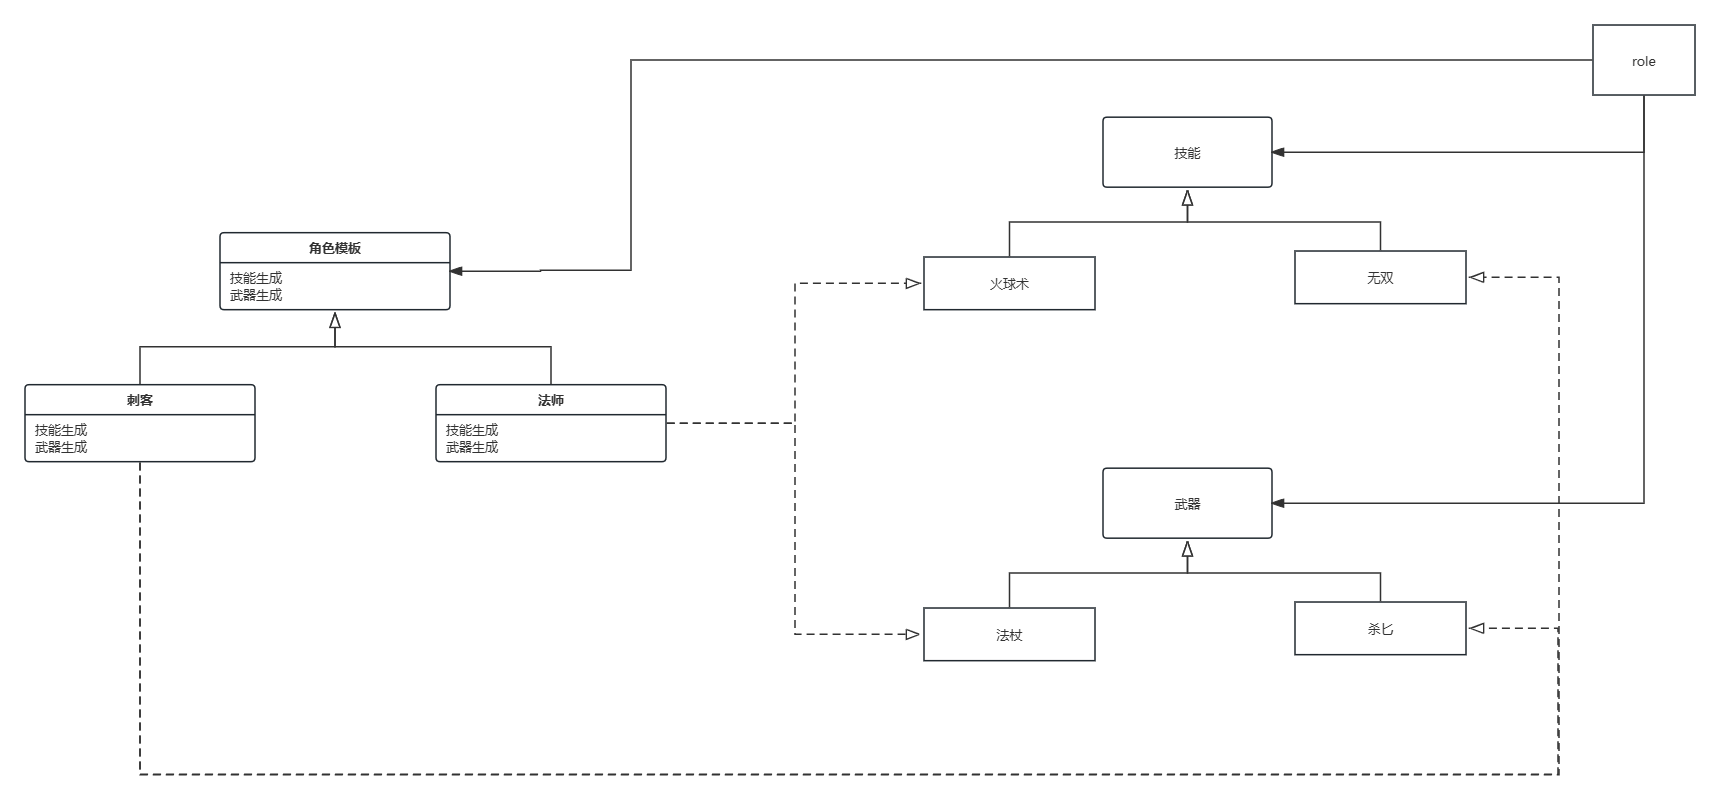 role
技能
角色模板
技能生成
武器生成
火球术
无双
刺客
技能生成
武器生成
法师
技能生成
武器生成
武器
法杖
杀匕